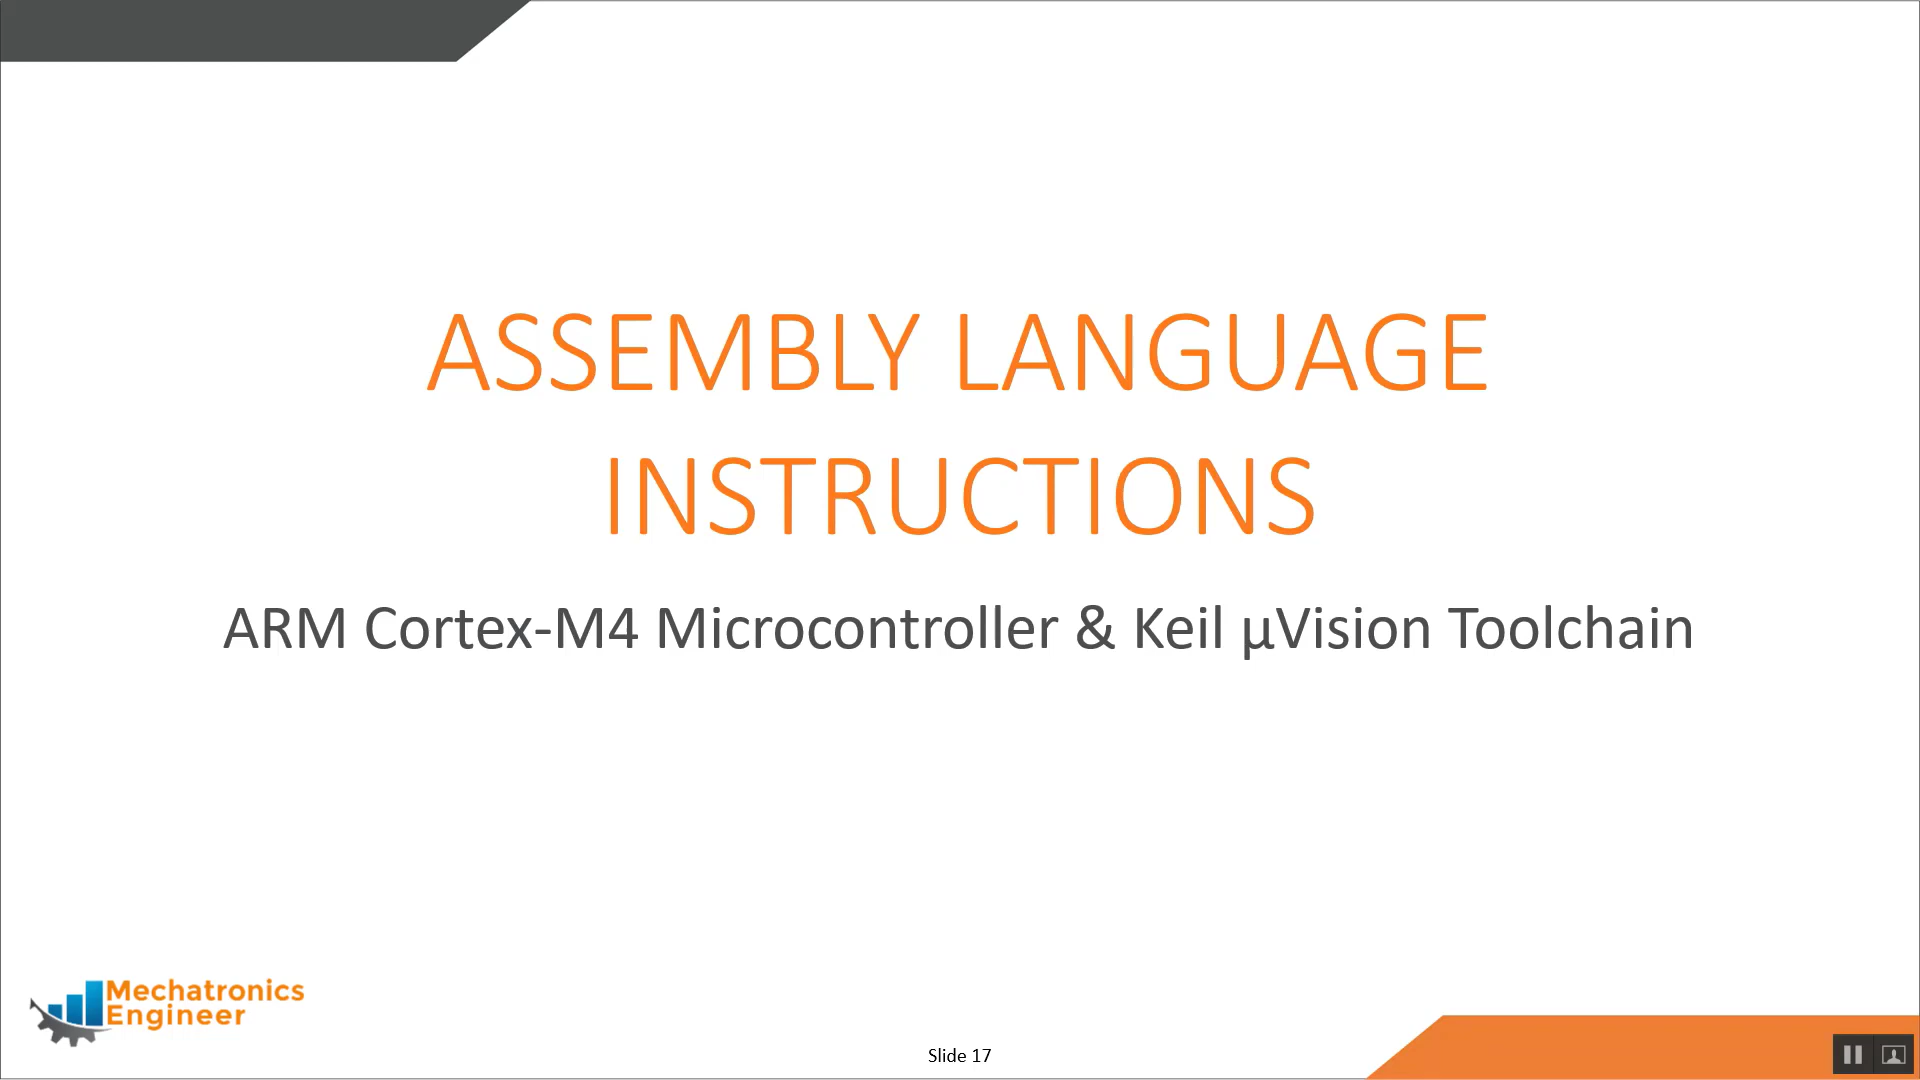 ASSEMBLY LANGUAGE
INSTRUCTIONS
ARM Cortex-M4 Microcontroller & Keil µVision Toolchain
Mechatronics
Engineer
Slide 17